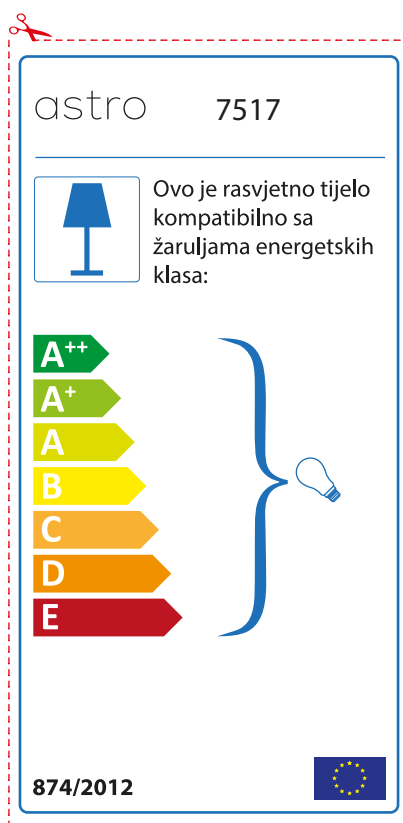 astro 7517
Ovo je rasvjetno tijelo
kompatibilno sa
žaruljama energetskih
klasa:
A++
A+
A
B
C
D
E
874/2012